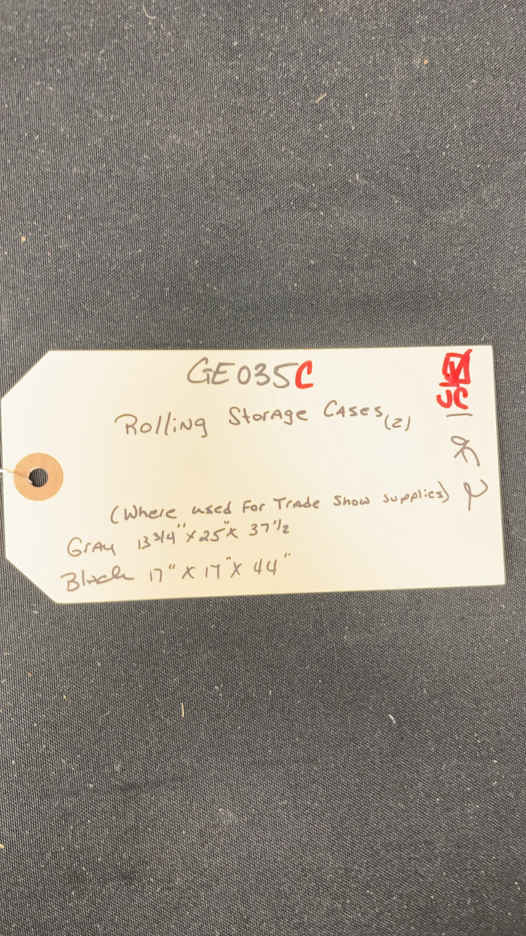 GE035C
Rolling Storage Cases (2)
(Where used For Trade Show supplies)
Gray 13 3/4" X 25" X 37 1/2
Black 17" X 17" X 44"